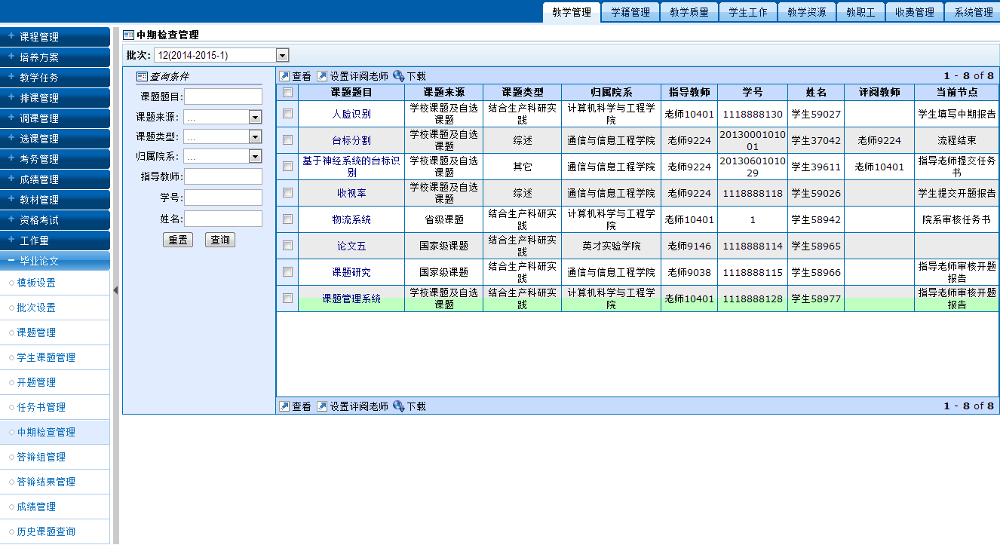 教学管理 学籍管理 教学质量 学生工作 教学资源 教职工 收费管理 系统管理
课程管理
培养方案
教学任务
排课管理
调课管理
选课管理
考务管理
成绩管理
教材管理
资格考试
工作量
毕业论文
模板设置
批次设置
课题管理
学生课题管理
开题管理
任务书管理
中期检查管理
答辩组管理
答辩结果管理
成绩管理
历史课题查询
中期检查管理
批次: 12(2014-2015-1)
查询条件
课题题目:
课题来源: ...
课题类型: ...
归属院系: ...
指导教师:
学号:
姓名:
重置 查询
查看 设置评阅老师 下载 1 - 8 of 8
课题题目 课题来源 课题类型 归属院系 指导教师 学号 姓名 评阅教师 当前节点
人脸识别 学校课题及自选课题 结合生产科研实践 计算机科学与工程学院 老师10401 1118888130 学生59027 学生填写中期报告
台标分割 学校课题及自选课题 综述 通信与信息工程学院 老师9224 2013000101001 学生37042 老师9224 流程结束
基于神经系统的台标识别 学校课题及自选课题 其它 通信与信息工程学院 老师9224 2013060101029 学生39611 老师10401 指导老师提交任务书
收视率 学校课题及自选课题 综述 通信与信息工程学院 老师9224 1118888118 学生59026 学生提交开题报告
物流系统 省级课题 结合生产科研实践 计算机科学与工程学院 老师10401 1 学生58942 院系审核任务书
论文五 国家级课题 结合生产科研实践 英才实验学院 老师9146 1118888114 学生58965
课题研究 国家级课题 结合生产科研实践 通信与信息工程学院 老师9038 1118888115 学生58966 指导老师审核开题报告
课题管理系统 学校课题及自选课题 结合生产科研实践 计算机科学与工程学院 老师10401 1118888128 学生58977 指导老师审核开题报告
查看 设置评阅老师 下载 1 - 8 of 8